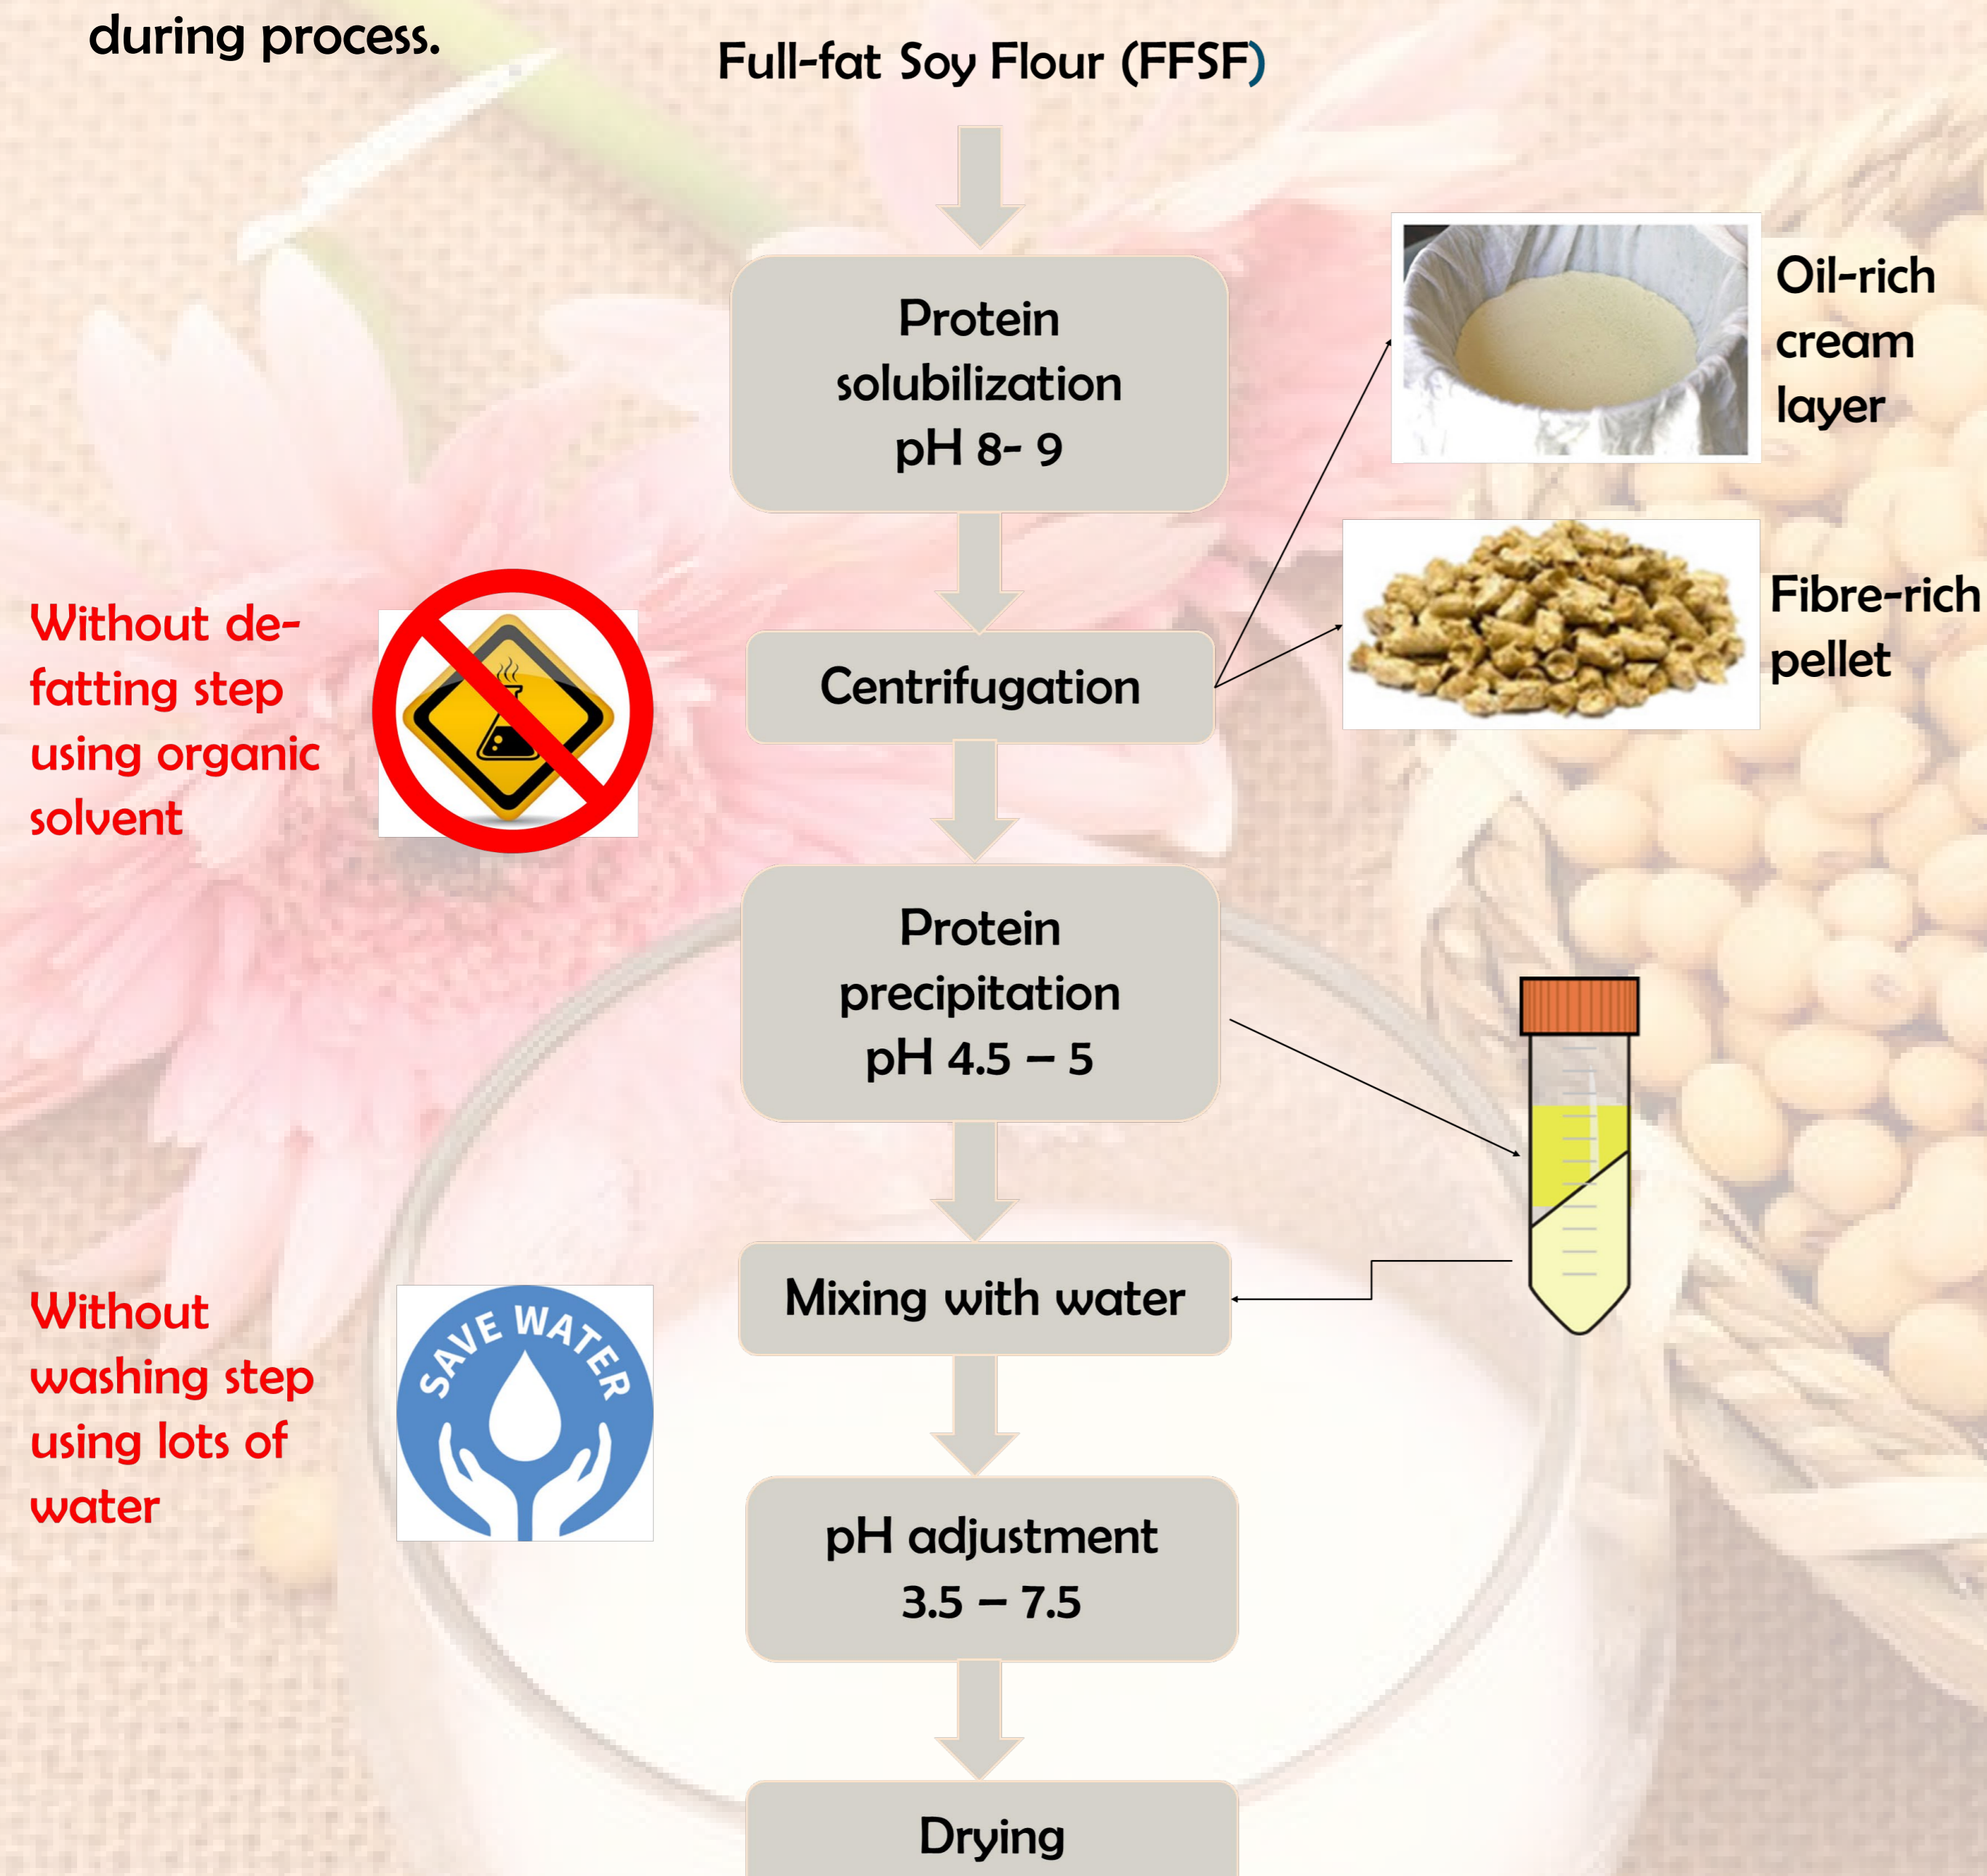 during process.
Full-fat Soy Flour (FFSF)
Protein
solubilization
pH 8- 9
Oil-rich
cream
layer
Without de-
fatting step
using organic
solvent
Centrifugation
Fibre-rich
pellet
Protein
precipitation
pH 4.5 – 5
Mixing with water
Without
washing step
using lots of
water
SAVE WATER
pH adjustment
3.5 – 7.5
Drying